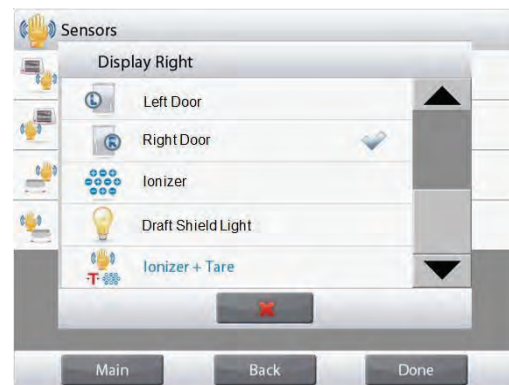 Sensors
Display Right
Left Door
Right Door
Ionizer
Draft Shield Light
Ionizer + Tare
Main
Back
Done